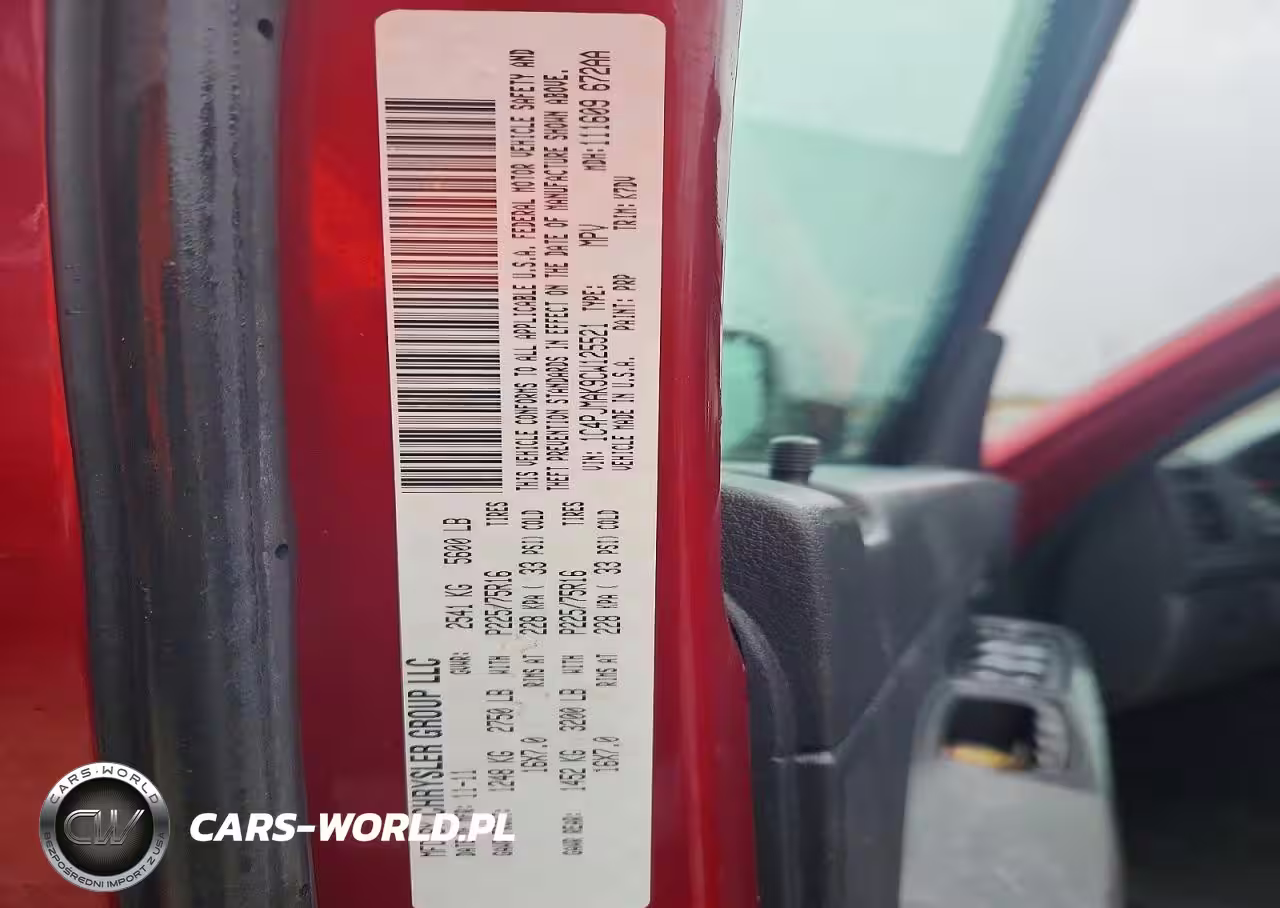 MFD BY CHRYSLER GROUP LLC
DATE OF MFR: 11-11 GVWR: 2541 KG 5600 LB
GAWR FRONT: 1248 KG 2750 LB WITH P225/75R16 TIRES
16X7.0 RIMS AT 228 KPA( 33 PSI) COLD
GAWR REAR: 1452 KG 3200 LB WITH P225/75R16 TIRES
16X7.0 RIMS AT 228 KPA( 33 PSI) COLD
THIS VEHICLE CONFORMS TO ALL APPLICABLE U.S.A. FEDERAL MOTOR VEHICLE SAFETY AND
THEFT PREVENTION STANDARDS IN EFFECT ON THE DATE OF MANUFACTURE SHOWN ABOVE.
VIN: 1C4PJMAK9CW125521 TYPE: MPV MDH: 111609 672AA
VEHICLE MADE IN U.S.A. PAINT: PRP TRIM: K7DV
CARS-WORLD
CW
BEZPOŚREDNI IMPORT Z USA
CARS-WORLD.PL